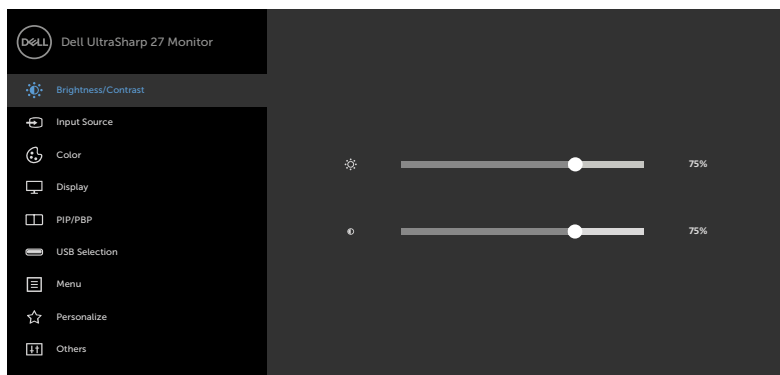 DELL Dell UltraSharp 27 Monitor
Brightness/Contrast
Input Source
Color
75%
Display
PIP/PBP
75%
USB Selection
Menu
Personalize
Others